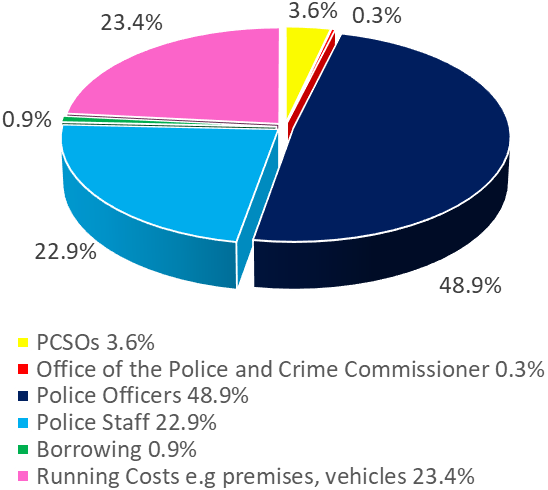 3.6%
0.3%
23.4%
0.9%
22.9%
48.9%
PCSOs 3.6%
Office of the Police and Crime Commissioner 0.3%
Police Officers 48.9%
Police Staff 22.9%
Borrowing 0.9%
Running Costs e.g premises, vehicles 23.4%